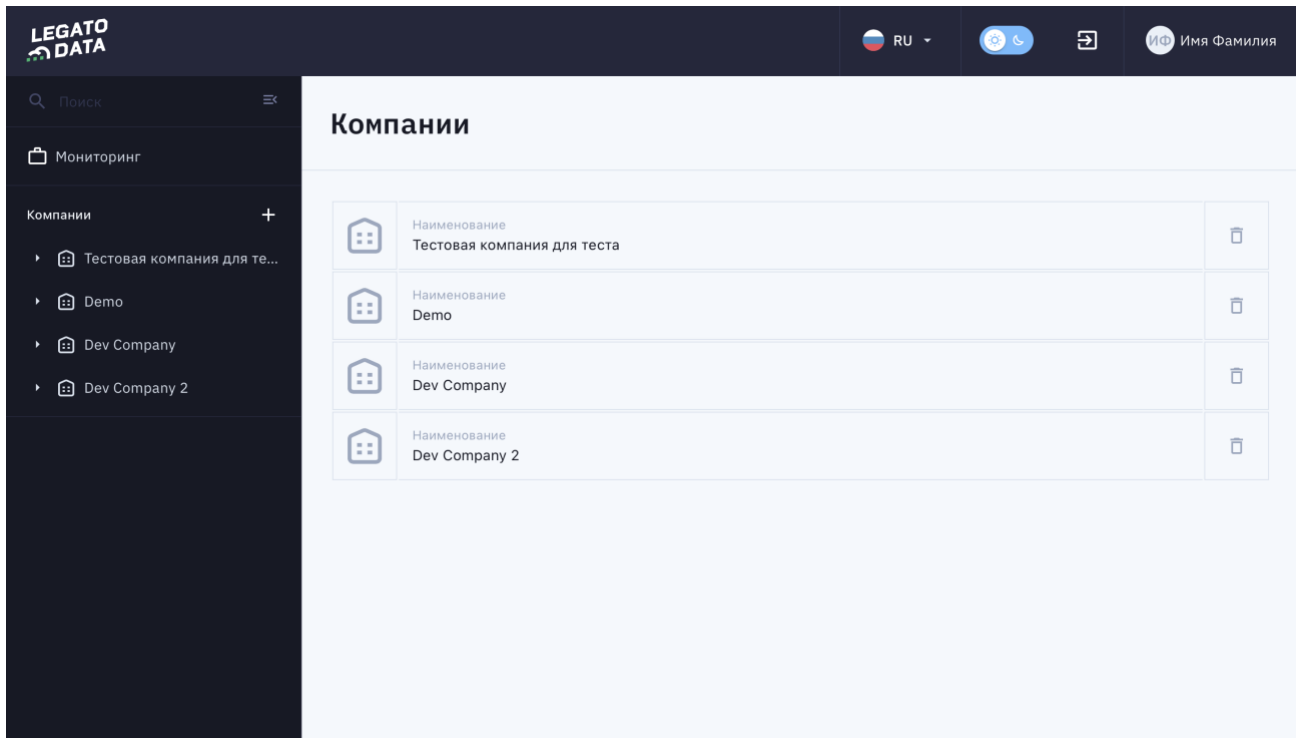 LEGATO
DATA
RU
ИФ Имя Фамилия
Поиск
Мониторинг
Компании
Тестовая компания для те...
Demo
Dev Company
Dev Company 2
Компании
Наименование
Тестовая компания для теста
Наименование
Demo
Наименование
Dev Company
Наименование
Dev Company 2